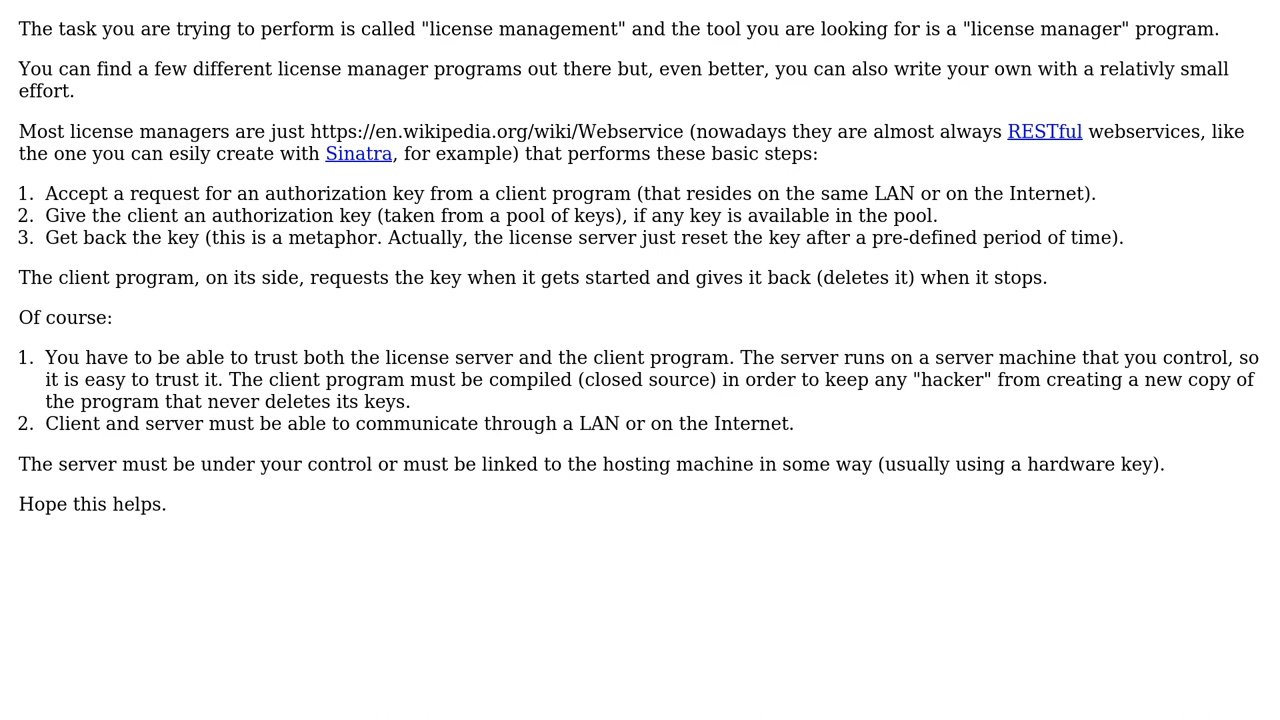 The task you are trying to perform is called "license management" and the tool you are looking for is a "license manager" program.
You can find a few different license manager programs out there but, even better, you can also write your own with a relativly small
effort.
Most license managers are just https://en.wikipedia.org/wiki/Webservice (nowadays they are almost always RESTful webservices, like
the one you can esily create with Sinatra, for example) that performs these basic steps:
1. Accept a request for an authorization key from a client program (that resides on the same LAN or on the Internet).
2. Give the client an authorization key (taken from a pool of keys), if any key is available in the pool.
3. Get back the key (this is a metaphor. Actually, the license server just reset the key after a pre-defined period of time).
The client program, on its side, requests the key when it gets started and gives it back (deletes it) when it stops.
Of course:
1. You have to be able to trust both the license server and the client program. The server runs on a server machine that you control, so
it is easy to trust it. The client program must be compiled (closed source) in order to keep any "hacker" from creating a new copy of
the program that never deletes its keys.
2. Client and server must be able to communicate through a LAN or on the Internet.
The server must be under your control or must be linked to the hosting machine in some way (usually using a hardware key).
Hope this helps.